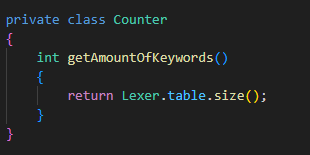 private class Counter
{
    int getAmountOfKeywords()
    {
        return Lexer.table.size();
    }
}